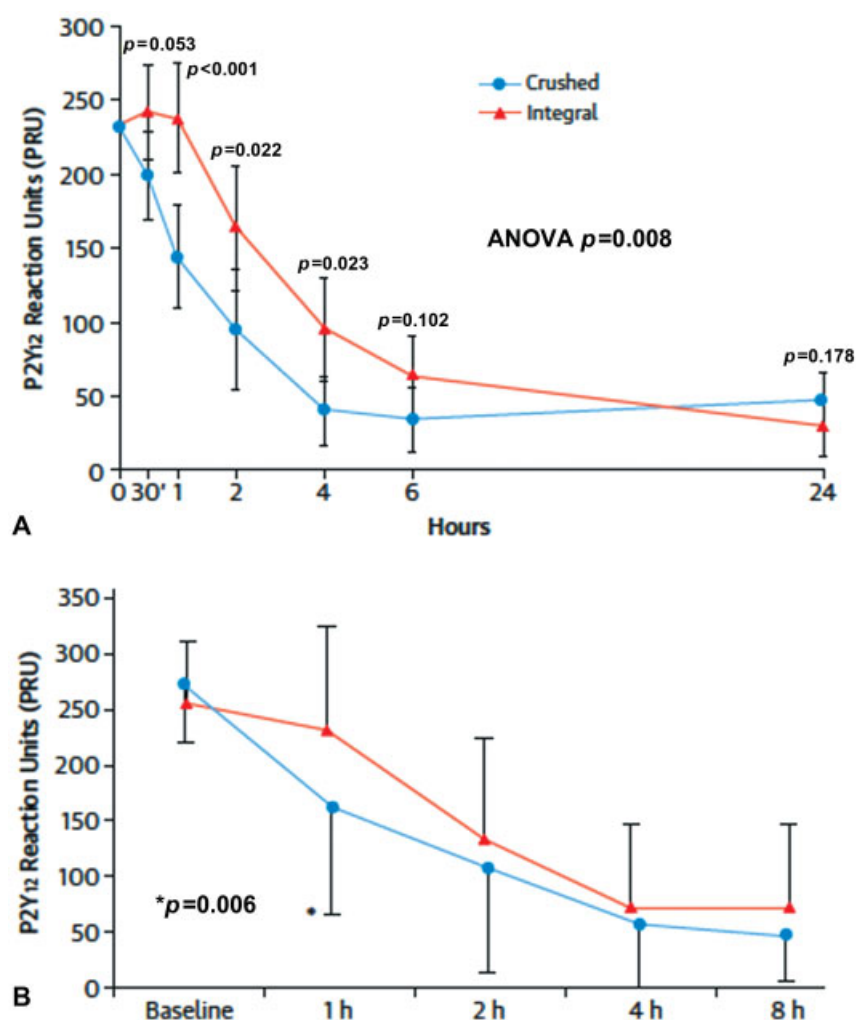 300
p=0.053
p<0.001
Crushed
250
Integral
200
p=0.022
150
ANOVA p=0.008
p=0.023
100
p=0.102
p=0.178
50
0
0 30' 1 2 4 6 24
Hours
P2Y12 Reaction Units (PRU)
A
350
300
250
200
150
100
*p=0.006 *
50
0
Baseline 1 h 2 h 4 h 8 h
P2Y12 Reaction Units (PRU)
B